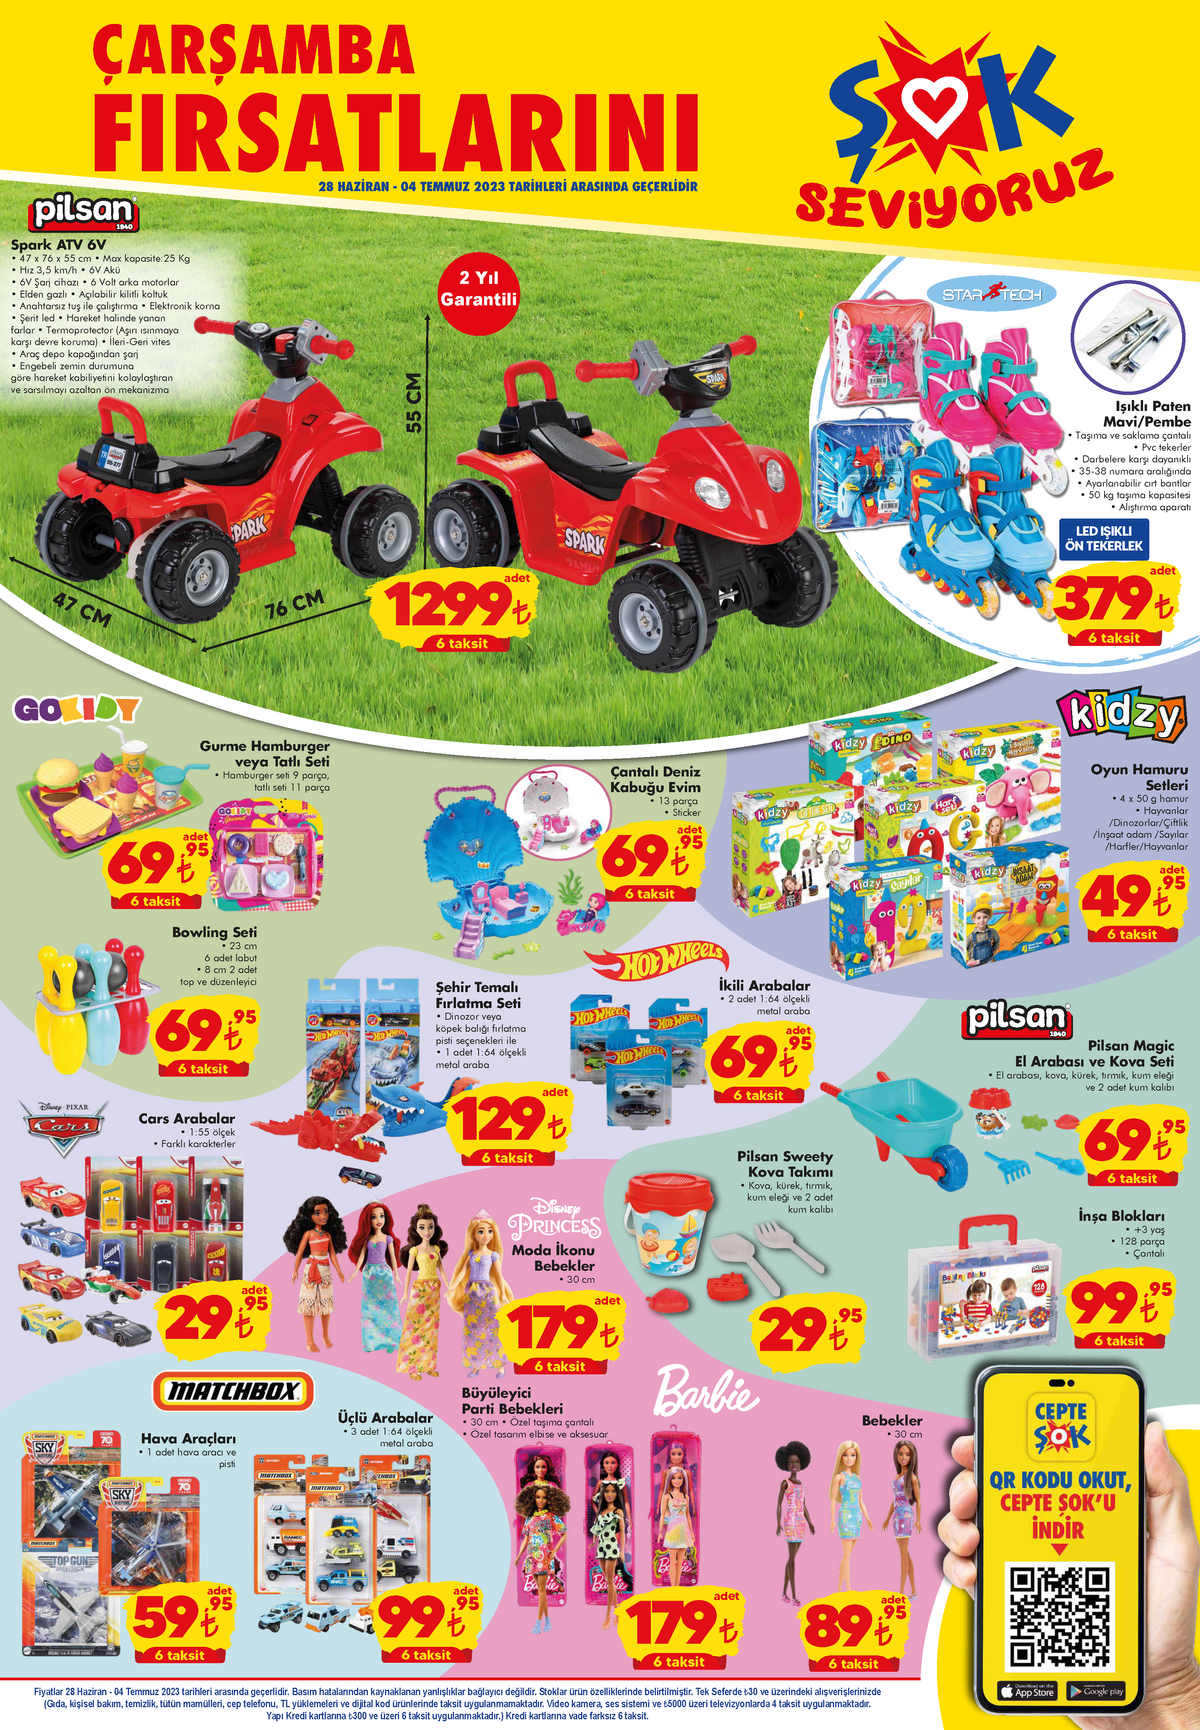 ÇARŞAMBA
FIRSATLARINI
28 HAZİRAN - 04 TEMMUZ 2023 TARİHLERİ ARASINDA GEÇERLİDİR
ŞOK
SEVİYORUZ
pilsan
1940
Spark ATV 6V
• 47 x 76 x 55 cm • Max kapasite:25 Kg
• Hız 3,5 km/h • 6V Akü
• 6V Şarj cihazı • 6 Volt arka motorlar
• Elden gazlı • Açılabilir kilitli koltuk
• Anahtarsız tuş ile çalıştırma • Elektronik korna
• Şerit led • Hareket halinde yanan
farlar • Termoprotector (Aşırı ısınmaya
karşı devre koruma) • İleri-Geri vites
• Araç depo kapağından şarj
• Engebeli zemin durumuna
göre hareket kabiliyetini kolaylaştıran
ve sarsılmayı azaltan ön mekanizma
2 Yıl
Garantili
55 CM
47 CM
76 CM
SPARK
SPARK
SPARK
adet
1299₺
6 taksit
STAR TECH
Işıklı Paten
Mavi/Pembe
• Taşıma ve saklama çantalı
• Pvc tekerler
• Darbelere karşı dayanıklı
• 35-38 numara aralığında
• Ayarlanabilir cırt bantlar
• 50 kg taşıma kapasitesi
• Alıştırma aparatı
LED IŞIKLI
ÖN TEKERLEK
adet
379₺
6 taksit
GOKIDY
Gurme Hamburger
veya Tatlı Seti
• Hamburger seti 9 parça,
tatlı seti 11 parça
adet
69,95₺
6 taksit
Çantalı Deniz
Kabuğu Evim
• 13 parça
• Sticker
adet
69,95₺
6 taksit
kidzy
Oyun Hamuru
Setleri
• 4 x 50 g hamur
• Hayvanlar
/Dinozorlar/Çiftlik
/İnşaat adam /Sayılar
/Harfler/Hayvanlar
adet
49,95₺
6 taksit
Bowling Seti
• 23 cm
6 adet labut
• 8 cm 2 adet
top ve düzenleyici
69,95₺
6 taksit
Şehir Temalı
Fırlatma Seti
• Dinozor veya
köpek balığı fırlatma
pisti seçenekleri ile
• 1 adet 1:64 ölçekli
metal araba
adet
129₺
6 taksit
HOT WHEELS
İkili Arabalar
• 2 adet 1:64 ölçekli
metal araba
adet
69,95₺
6 taksit
pilsan
1940
Pilsan Magic
El Arabası ve Kova Seti
• El arabası, kova, kürek, tırmık, kum eleği
ve 2 adet kum kalıbı
69,95₺
6 taksit
Disney • PIXAR
Cars
Cars Arabalar
• 1:55 ölçek
• Farklı karakterler
adet
29,95₺
6 taksit
Disney
PRINCESS
Moda İkonu
Bebekler
• 30 cm
adet
179₺
6 taksit
Pilsan Sweety
Kova Takımı
• Kova, kürek, tırmık,
kum eleği ve 2 adet
kum kalıbı
29,95₺
İnşa Blokları
• +3 yaş
• 128 parça
• Çantalı
99,95₺
6 taksit
MATCHBOX
Hava Araçları
• 1 adet hava aracı ve
pisti
adet
59,95₺
6 taksit
Üçlü Arabalar
• 3 adet 1:64 ölçekli
metal araba
adet
99,95₺
6 taksit
Büyüleyici
Parti Bebekleri
• 30 cm • Özel taşıma çantalı
• Özel tasarım elbise ve aksesuar
adet
179₺
6 taksit
Barbie
Bebekler
• 30 cm
adet
89,95₺
6 taksit
CEPTE
ŞOK
QR KODU OKUT,
CEPTE ŞOK'U
İNDİR
Download on the
App Store
Google play
Fiyatlar 28 Haziran - 04 Temmuz 2023 tarihleri arasında geçerlidir. Basım hatalarından kaynaklanan yanlışlıklar bağlayıcı değildir. Stoklar ürün özelliklerinde belirtilmiştir. Tek Seferde ₺30 ve üzerindeki alışverişlerinizde
(Gıda, kişisel bakım, temizlik, tütün mamülleri, cep telefonu, TL yüklemeleri ve dijital kod ürünlerinde taksit uygulanmamaktadır. Video kamera, ses sistemi ve ₺5000 üzeri televizyonlarda 4 taksit uygulanmaktadır.
Yapı Kredi kartlarına ₺300 ve üzeri 6 taksit uygulanmaktadır.) Kredi kartlarına vade farksız 6 taksit.